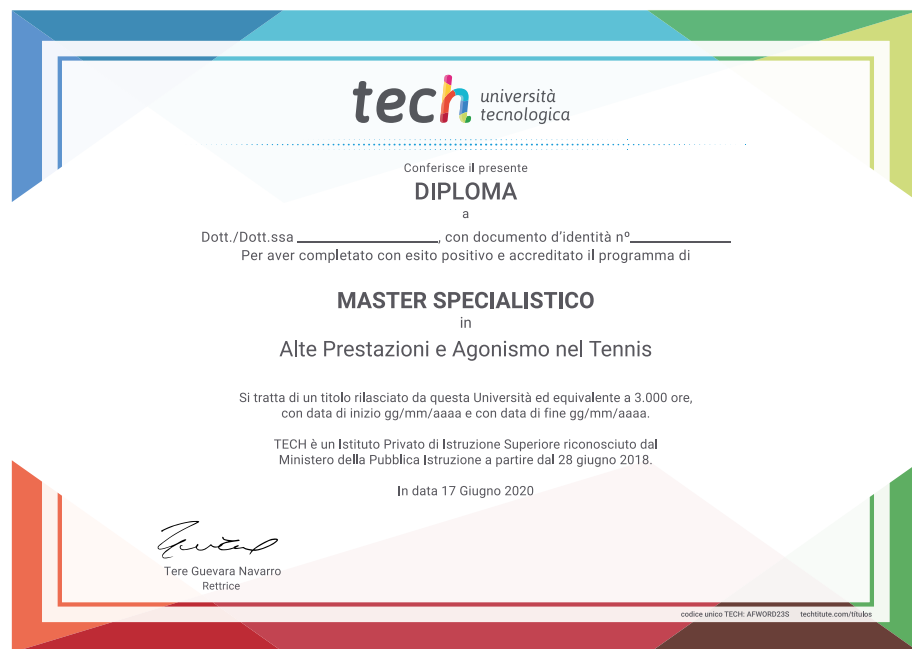 tech università
tecnologica
Conferisce il presente
DIPLOMA
a
Dott./Dott.ssa ________________, con documento d'identità nº____________
Per aver completato con esito positivo e accreditato il programma di
MASTER SPECIALISTICO
in
Alte Prestazioni e Agonismo nel Tennis
Si tratta di un titolo rilasciato da questa Università ed equivalente a 3.000 ore,
con data di inizio gg/mm/aaaa e con data di fine gg/mm/aaaa.
TECH è un Istituto Privato di Istruzione Superiore riconosciuto dal
Ministero della Pubblica Istruzione a partire dal 28 giugno 2018.
In data 17 Giugno 2020
Tere Guevara Navarro
Rettrice
codice unico TECH: AFWORD23S techtitute.com/títulos